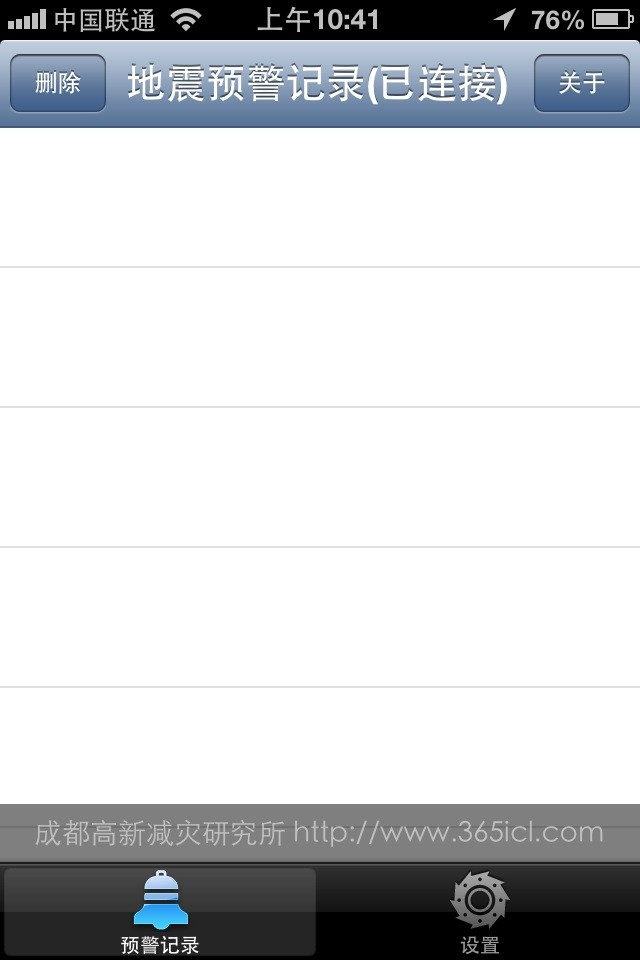 中国联通 上午10:41 76%
删除 地震预警记录(已连接) 关于
成都高新减灾研究所 http://www.365icl.com
预警记录 设置